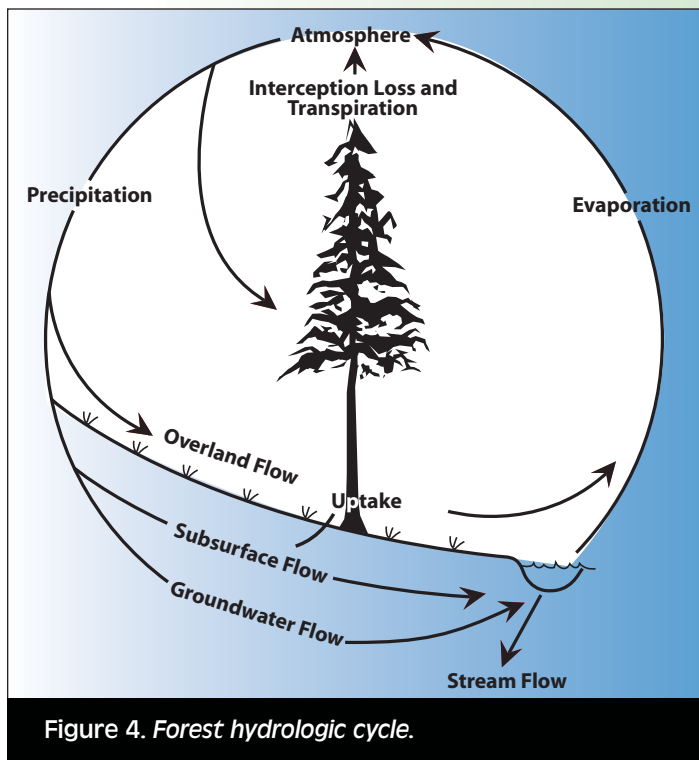 Atmosphere
Interception Loss and
Transpiration
Precipitation
Evaporation
Overland Flow
Uptake
Subsurface Flow
Groundwater Flow
Stream Flow
Figure 4. Forest hydrologic cycle.